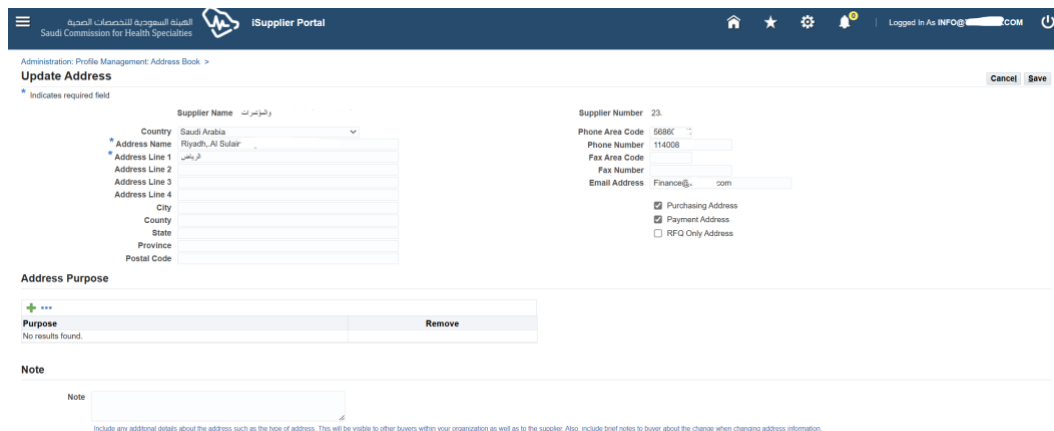 الهيئة السعودية للتخصصات الصحية
Saudi Commission for Health Specialties
iSupplier Portal
0
Logged In As INFO@ COM
Administration: Profile Management: Address Book >
Update Address
Cancel Save
* Indicates required field
Supplier Name والمؤتمرات
Supplier Number 23.
Country Saudi Arabia
Phone Area Code 5686
* Address Name Riyadh, Al Sulair
Phone Number 114008
* Address Line 1 الرياض
Fax Area Code
Address Line 2
Fax Number
Address Line 3
Email Address Finance@ com
Address Line 4
City
Purchasing Address
County
Payment Address
State
RFQ Only Address
Province
Postal Code
Address Purpose
Purpose Remove
No results found.
Note
Note
Include any additonal details about the address such as the type of address. This will be visible to other buyers within your organization as well as to the supplier. Also, include brief notes to buyer about the change when changing address information.